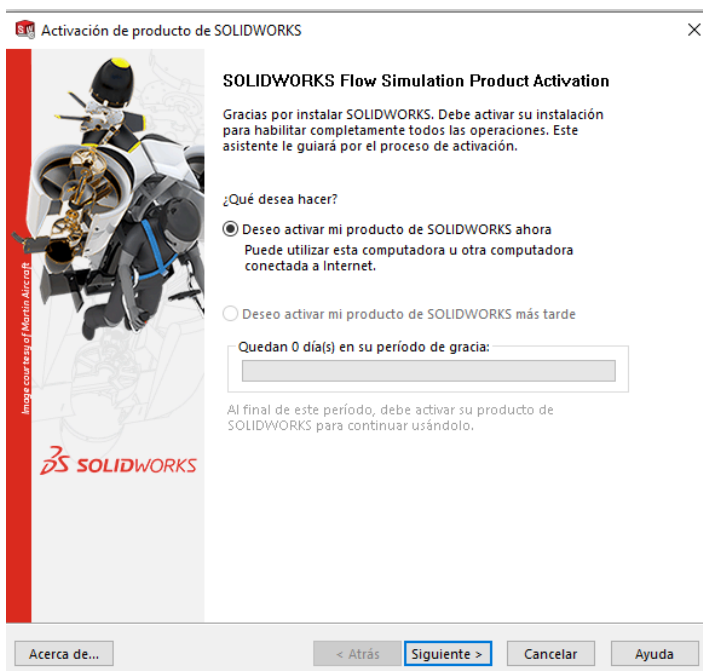 Activación de producto de SOLIDWORKS
SOLIDWORKS Flow Simulation Product Activation
Gracias por instalar SOLIDWORKS. Debe activar su instalación
para habilitar completamente todos las operaciones. Este
asistente le guiará por el proceso de activación.
¿Qué desea hacer?
Deseo activar mi producto de SOLIDWORKS ahora
Puede utilizar esta computadora u otra computadora
conectada a Internet.
Deseo activar mi producto de SOLIDWORKS más tarde
Quedan 0 día(s) en su período de gracia:
Al final de este período, debe activar su producto de
SOLIDWORKS para continuar usándolo.
Image courtesy of Martin Aircraft
SOLIDWORKS
Acerca de...
< Atrás
Siguiente >
Cancelar
Ayuda